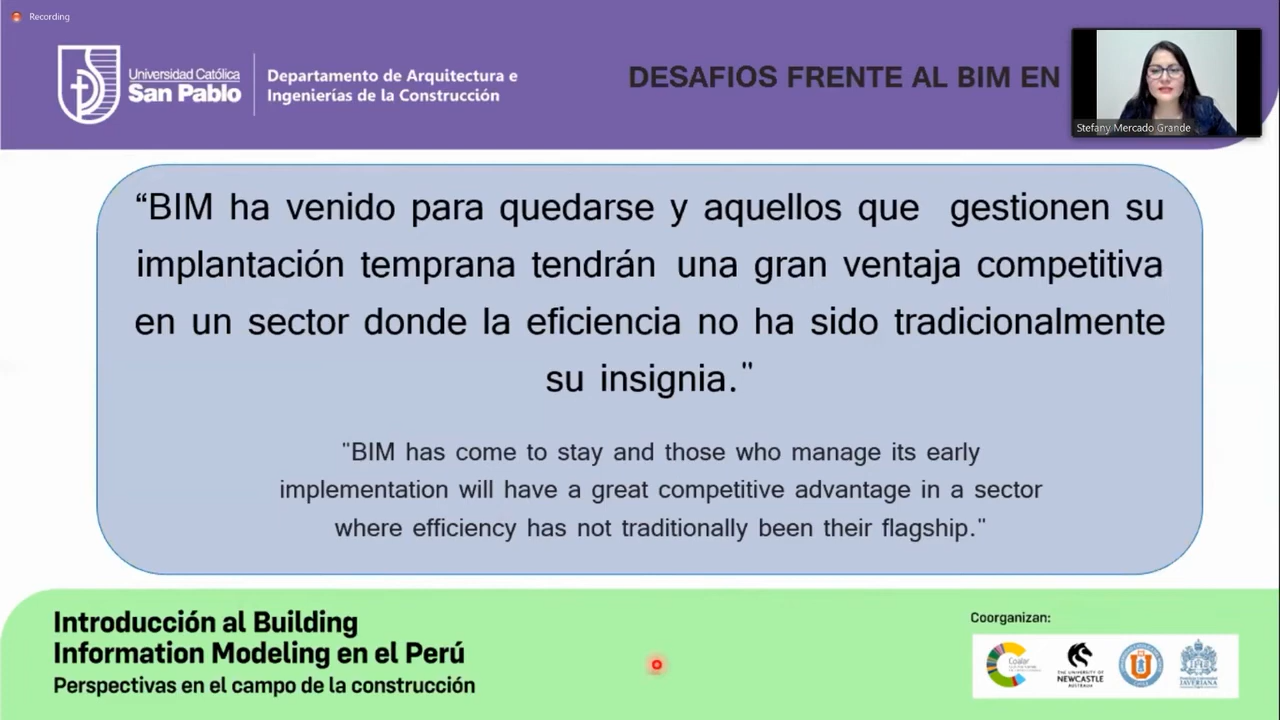 Recording
Universidad Católica
San Pablo
Departamento de Arquitectura e
Ingenierías de la Construcción
DESAFIOS FRENTE AL BIM EN
Stefany Mercado Grande
“BIM ha venido para quedarse y aquellos que gestionen su
implantación temprana tendrán una gran ventaja competitiva
en un sector donde la eficiencia no ha sido tradicionalmente
su insignia."
"BIM has come to stay and those who manage its early
implementation will have a great competitive advantage in a sector
where efficiency has not traditionally been their flagship."
Introducción al Building
Information Modeling en el Perú
Perspectivas en el campo de la construcción
Coorganizan:
Coalar
THE UNIVERSITY OF
NEWCASTLE
AUSTRALIA
JAVERIANA